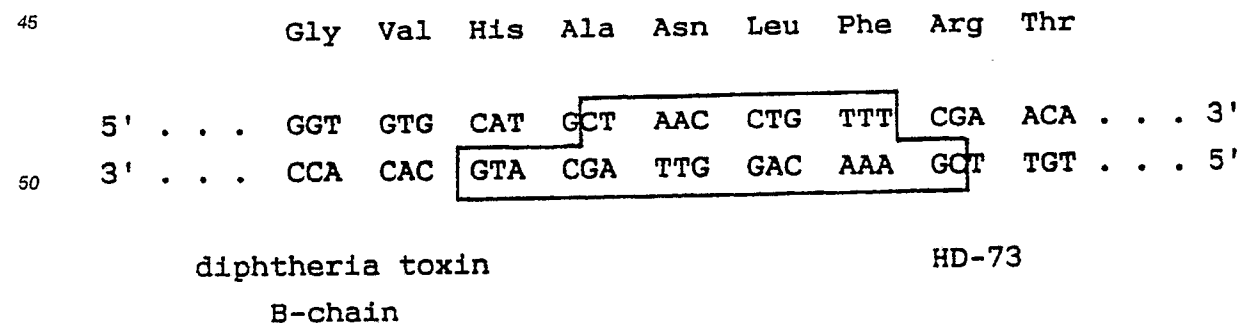 45 Gly Val His Ala Asn Leu Phe Arg Thr
5' . . . GGT GTG CAT GCT AAC CTG TTT CGA ACA . . . 3'
50 3' . . . CCA CAC GTA CGA TTG GAC AAA GCT TGT . . . 5'
diphtheria toxin HD-73
B-chain